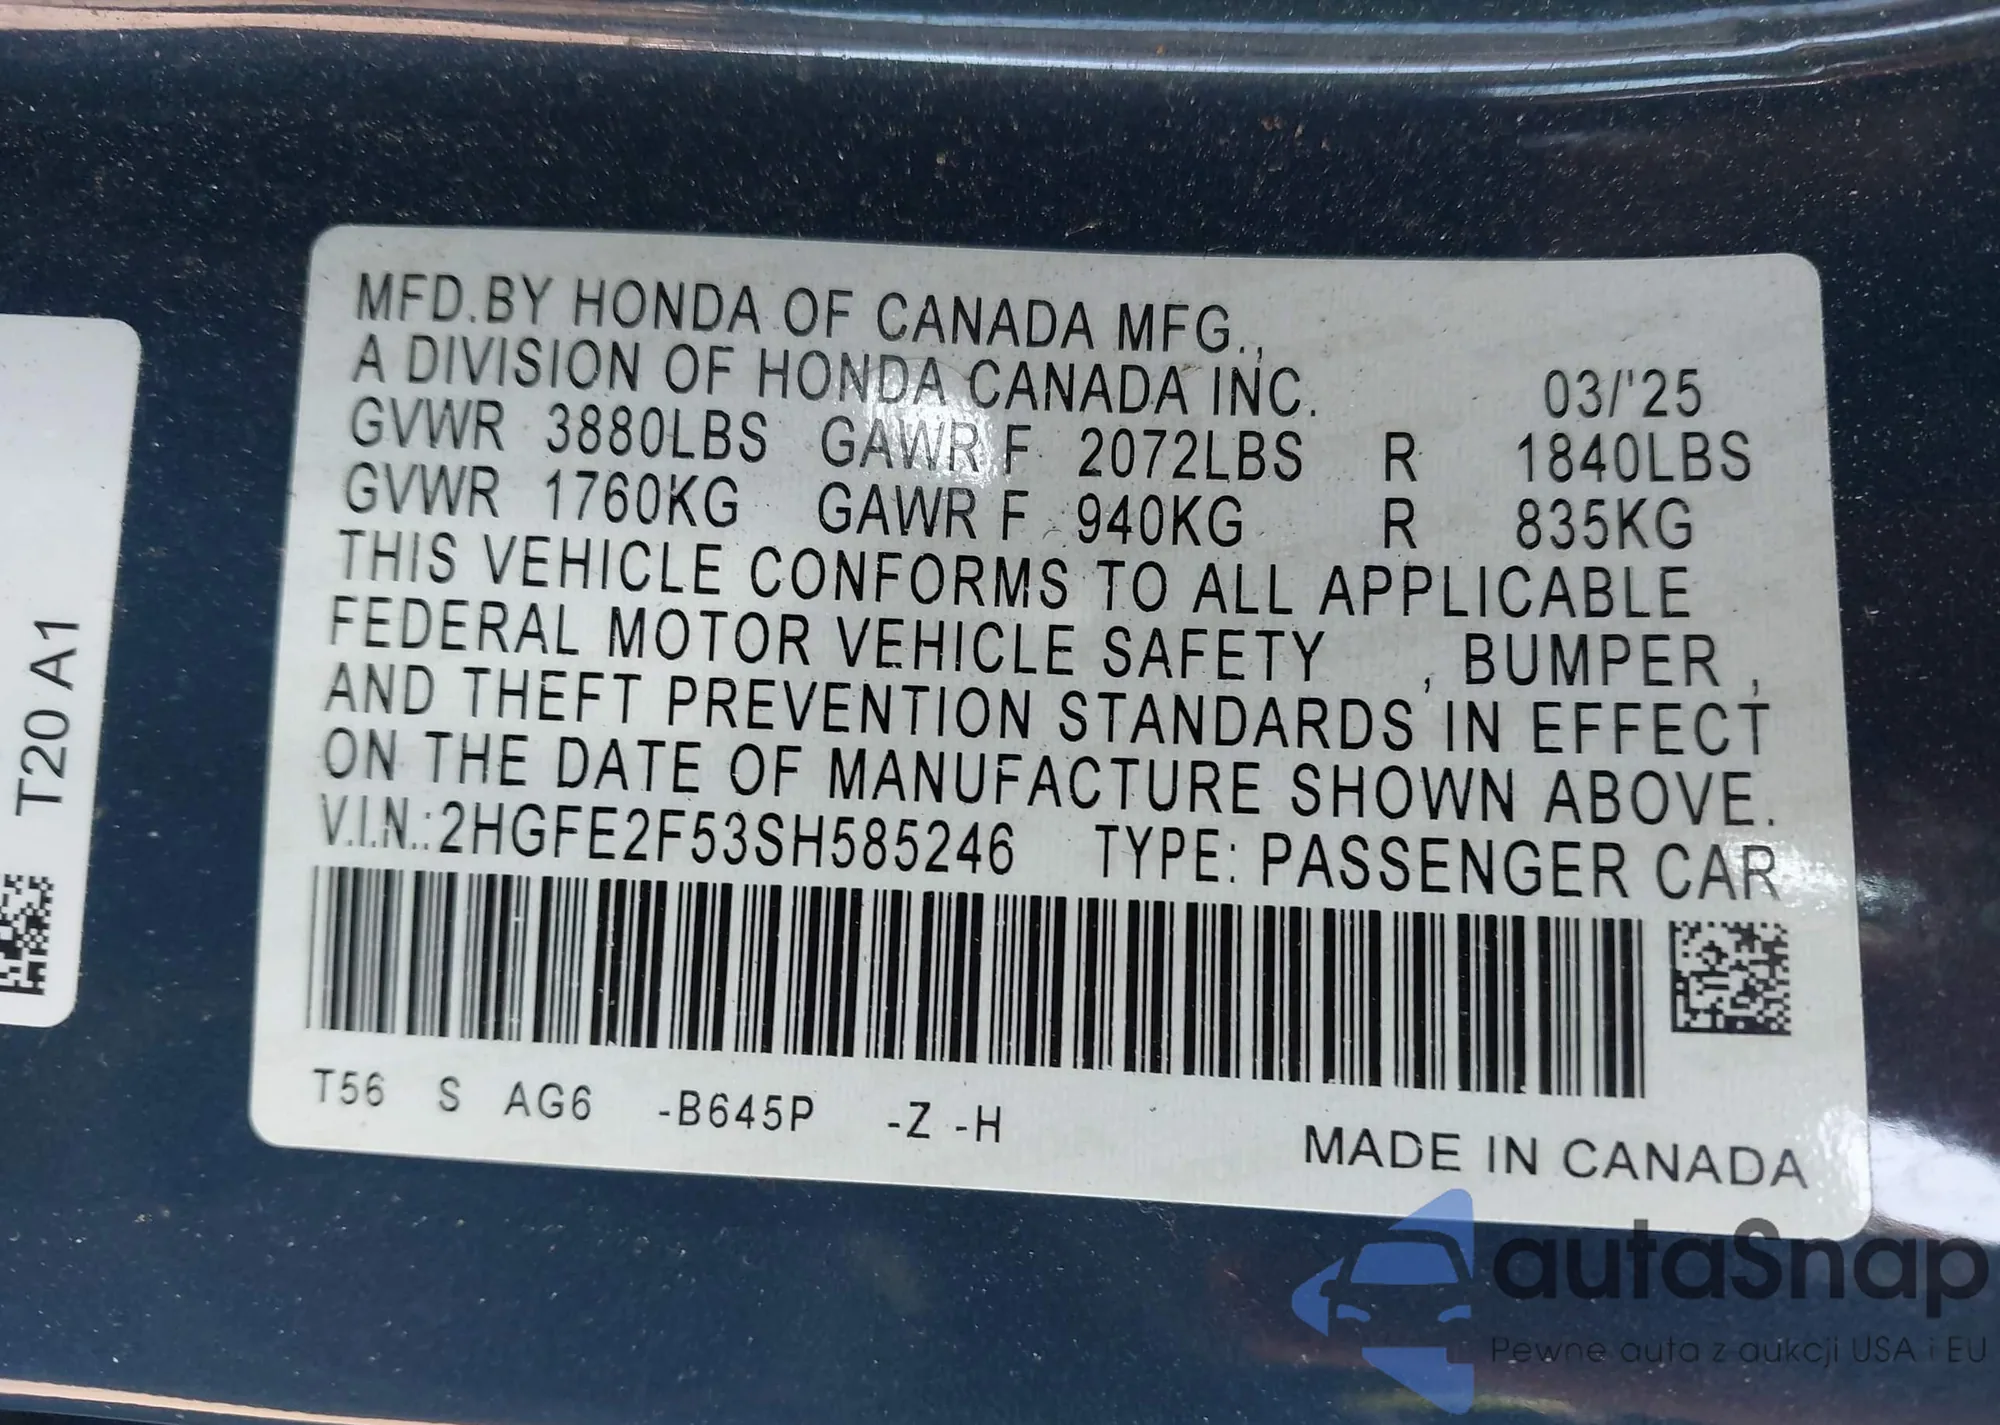 MFD.BY HONDA OF CANADA MFG.,
A DIVISION OF HONDA CANADA INC. 03/'25
GVWR 3880LBS GAWR F 2072LBS R 1840LBS
GVWR 1760KG GAWR F 940KG R 835KG
THIS VEHICLE CONFORMS TO ALL APPLICABLE
FEDERAL MOTOR VEHICLE SAFETY , BUMPER ,
AND THEFT PREVENTION STANDARDS IN EFFECT
ON THE DATE OF MANUFACTURE SHOWN ABOVE.
V.I.N.:2HGFE2F53SH585246 TYPE: PASSENGER CAR
T56 S AG6 -B645P -Z -H
MADE IN CANADA
T20 A1
autaSnap
Pewne auta z aukcji USA i EU